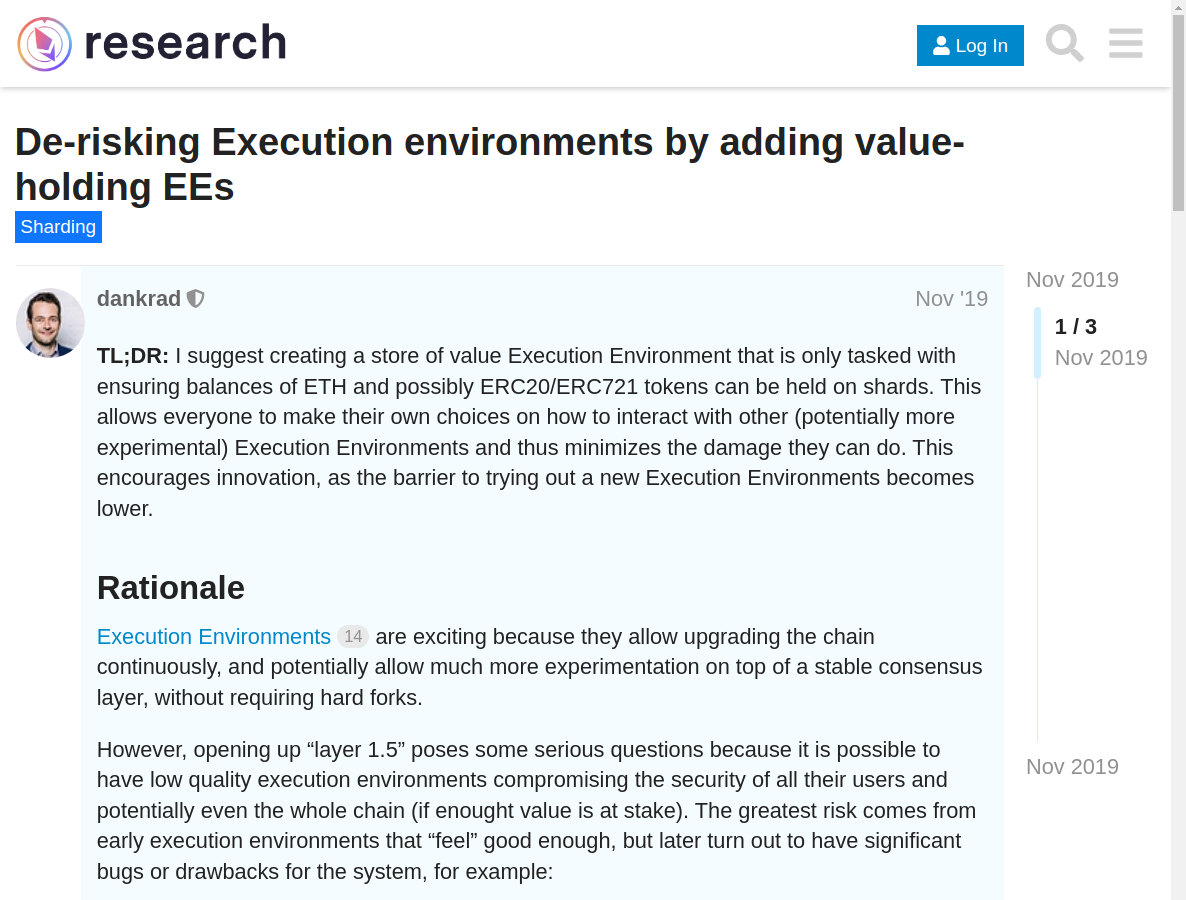 research
Log In
De-risking Execution environments by adding value-
holding EEs
Sharding
dankrad
Nov '19
Nov 2019
1 / 3
Nov 2019
TL;DR: I suggest creating a store of value Execution Environment that is only tasked with
ensuring balances of ETH and possibly ERC20/ERC721 tokens can be held on shards. This
allows everyone to make their own choices on how to interact with other (potentially more
experimental) Execution Environments and thus minimizes the damage they can do. This
encourages innovation, as the barrier to trying out a new Execution Environments becomes
lower.
Rationale
Execution Environments 14 are exciting because they allow upgrading the chain
continuously, and potentially allow much more experimentation on top of a stable consensus
layer, without requiring hard forks.
However, opening up “layer 1.5” poses some serious questions because it is possible to
have low quality execution environments compromising the security of all their users and
potentially even the whole chain (if enought value is at stake). The greatest risk comes from
early execution environments that “feel” good enough, but later turn out to have significant
bugs or drawbacks for the system, for example:
Nov 2019